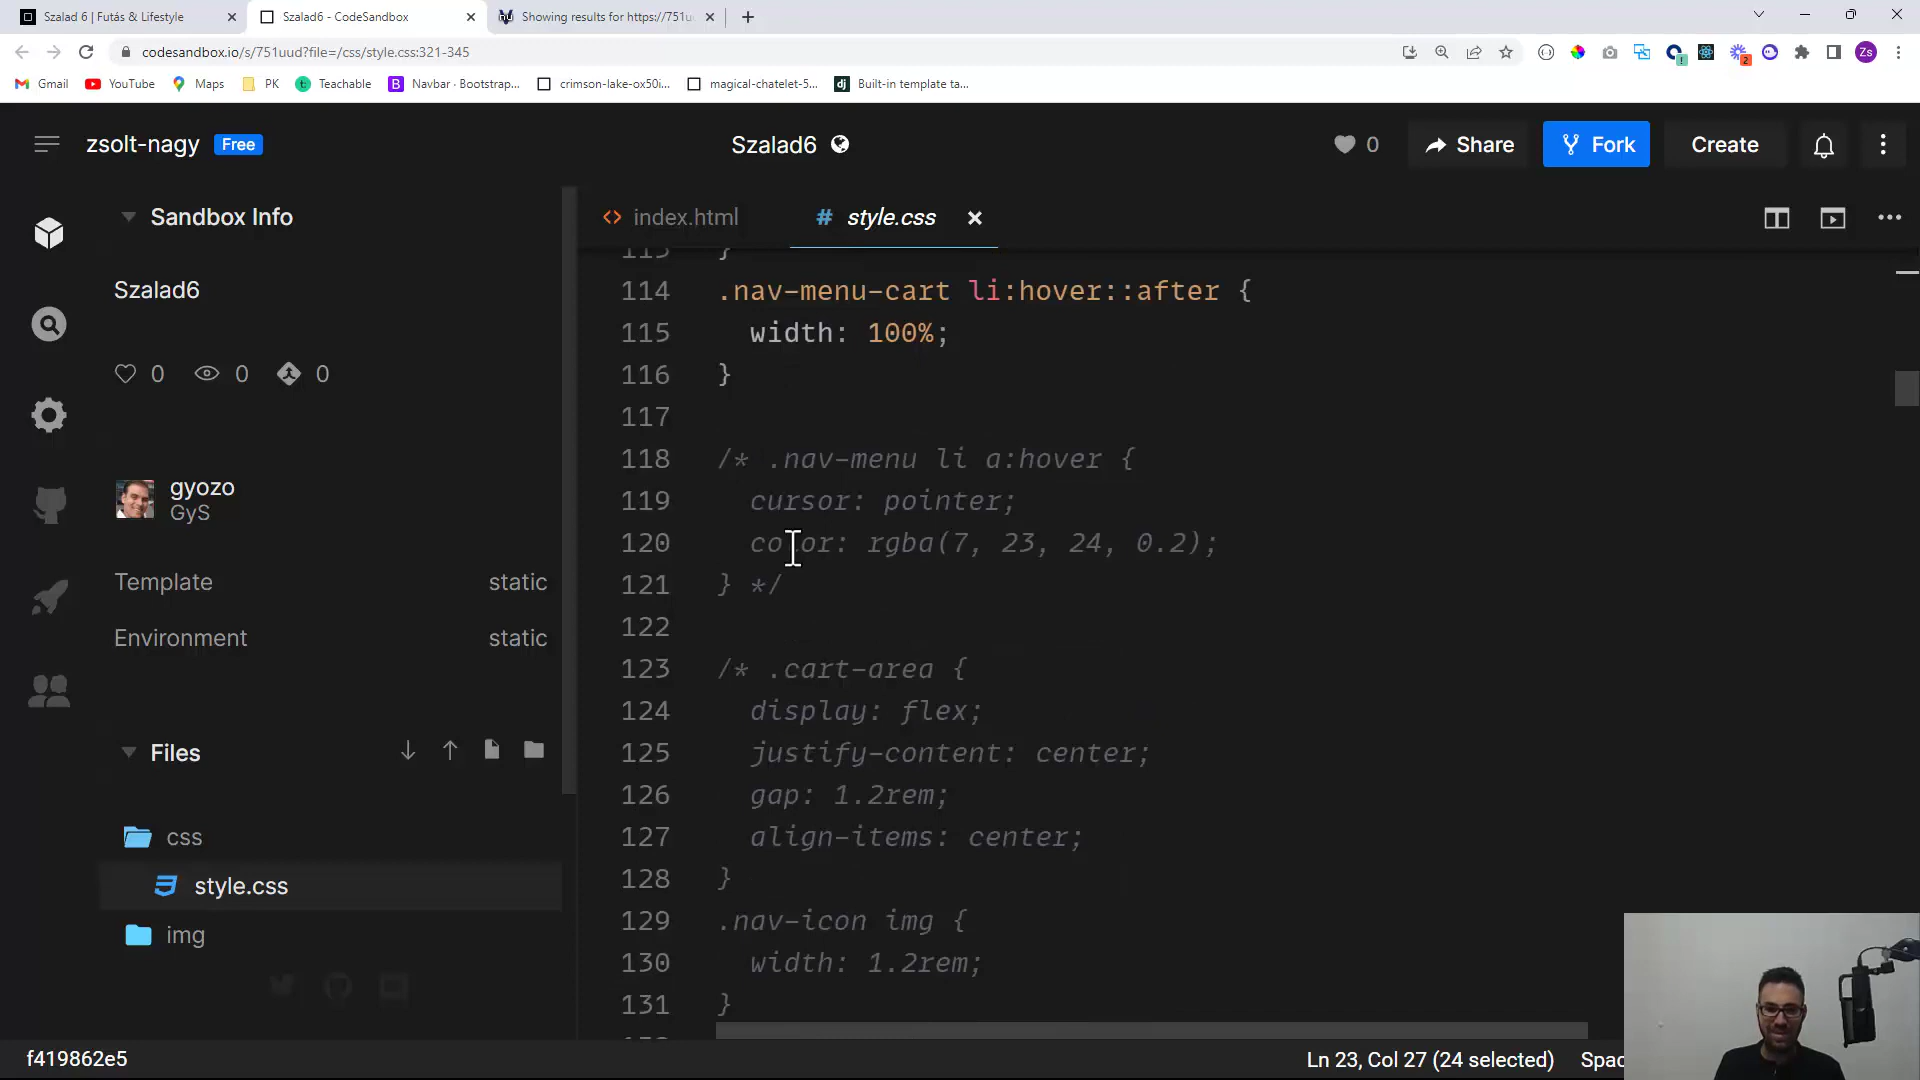 Szalad 6 | Futás & Lifestyle
Szalad6 - CodeSandbox
Showing results for https://751u
codesandbox.io/s/751uud?file=/css/style.css:321-345
Zs
Gmail
YouTube
Maps
PK
Teachable
Navbar · Bootstrap...
crimson-lake-ox50i...
magical-chatelet-5...
Built-in template ta...
zsolt-nagy
Free
Szalad6
0
Share
Fork
Create
Sandbox Info
Szalad6
0 0 0
gyozo
GyS
Template static
Environment static
Files
css
style.css
img
index.html
style.css
113 }
114 .nav-menu-cart li:hover::after {
115 width: 100%;
116 }
117
118 /* .nav-menu li a:hover {
119 cursor: pointer;
120 color: rgba(7, 23, 24, 0.2);
121 } */
122
123 /* .cart-area {
124 display: flex;
125 justify-content: center;
126 gap: 1.2rem;
127 align-items: center;
128 }
129 .nav-icon img {
130 width: 1.2rem;
131 }
f419862e5
Ln 23, Col 27 (24 selected)
Spac